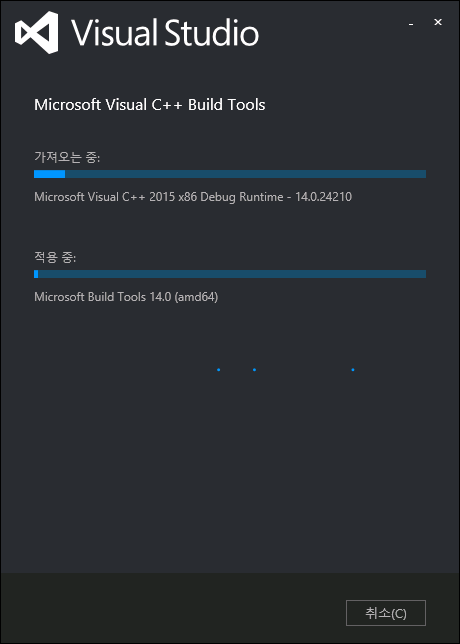 Visual Studio
Microsoft Visual C++ Build Tools
가져오는 중:
Microsoft Visual C++ 2015 x86 Debug Runtime - 14.0.24210
적용 중:
Microsoft Build Tools 14.0 (amd64)
취소(C)